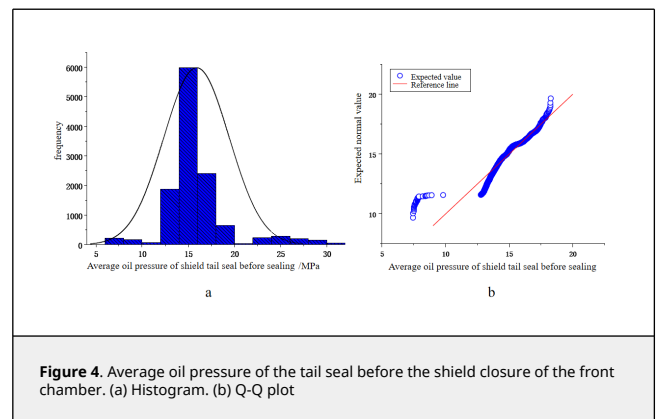 6000
5000
4000
3000
2000
1000
0
frequency
5 10 15 20 25 30
Average oil pressure of shield tail seal before sealing /MPa
a
Expected value
Reference line
20
15
10
Expected normal value
5 10 15 20
Average oil pressure of shield tail seal before sealing
b
Figure 4. Average oil pressure of the tail seal before the shield closure of the front
chamber. (a) Histogram. (b) Q-Q plot